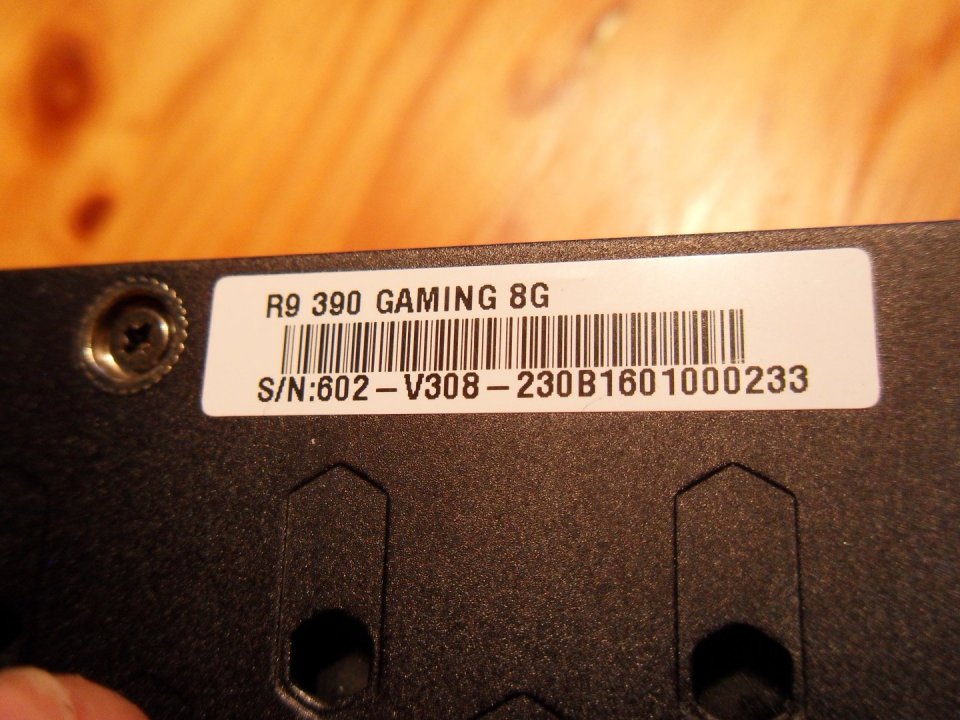 R9 390 GAMING 8G
S/N:602-V308-230B1601000233